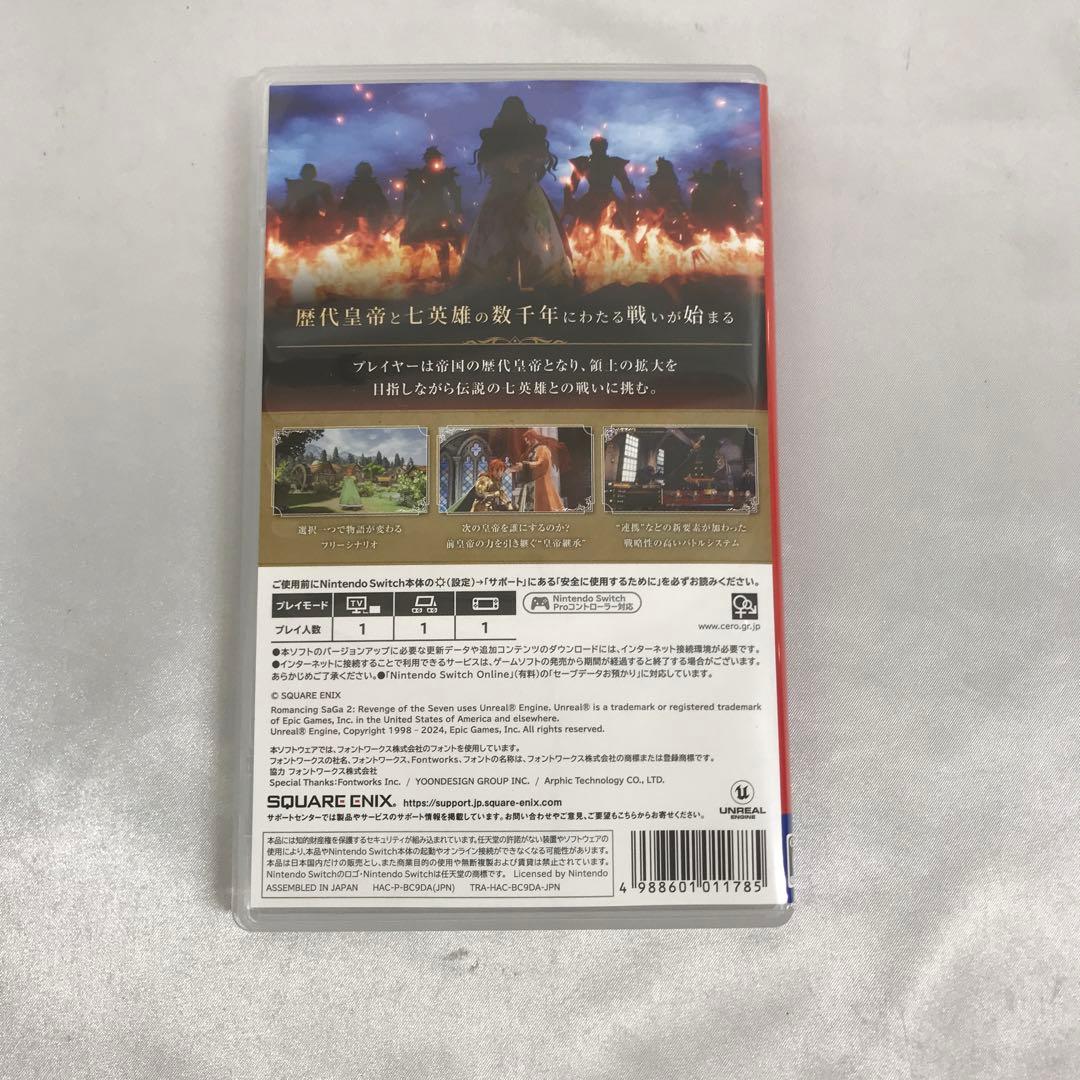 歴代皇帝と七英雄の数千年にわたる戦いが始まる
プレイヤーは帝国の歴代皇帝となり、領土の拡大を
目指しながら伝説の七英雄との戦いに挑む。
選択一つで物語が変わる
フリーシナリオ
次の皇帝を誰にするのか?
前皇帝の力を引き継ぐ“皇帝継承”
“連携”などの新要素が加わった
戦略性の高いバトルシステム
ご使用前にNintendo Switch本体の(設定)→「サポート」にある「安全に使用するために」を必ずお読みください。
プレイモード TV
Nintendo Switch
Proコントローラー対応
プレイ人数 1 1 1
www.cero.gr.jp
●本ソフトのバージョンアップに必要な更新データや追加コンテンツのダウンロードには、インターネット接続環境が必要です。
●インターネットに接続することで利用できるサービスは、ゲームソフトの発売から期間が経過すると終了する場合がございます。
あらかじめご了承ください。●「Nintendo Switch Online」(有料)の「セーブデータお預かり」に対応しています。
© SQUARE ENIX
Romancing SaGa 2: Revenge of the Seven uses Unreal® Engine. Unreal® is a trademark or registered trademark
of Epic Games, Inc. in the United States of America and elsewhere.
Unreal® Engine, Copyright 1998 – 2024, Epic Games, Inc. All rights reserved.
本ソフトウェアでは、フォントワークス株式会社のフォントを使用しています。
フォントワークスの社名、フォントワークス、Fontworks、フォントの名称は、フォントワークス株式会社の商標または登録商標です。
協力 フォントワークス株式会社
Special Thanks:Fontworks Inc. / YOONDESIGN GROUP INC. / Arphic Technology CO., LTD.
SQUARE ENIX. https://support.jp.square-enix.com
サポートセンターでは製品やサービスのサポート情報を掲載しています。お問い合わせやご意見、ご要望もこちらからお寄せください。
UNREAL
ENGINE
本品には知的財産権を保護するセキュリティが組み込まれています。任天堂の許諾がない装置やソフトウェアの
使用により、本品やNintendo Switch本体の起動やオンライン接続ができなくなる可能性があります。
本品は日本国内だけの販売とし、また商業目的の使用や無断複製および賃貸は禁止されています。
Nintendo Switchのロゴ・Nintendo Switchは任天堂の商標です。 Licensed by Nintendo
ASSEMBLED IN JAPAN HAC-P-BC9DA(JPN) TRA-HAC-BC9DA-JPN
4 988601 011785